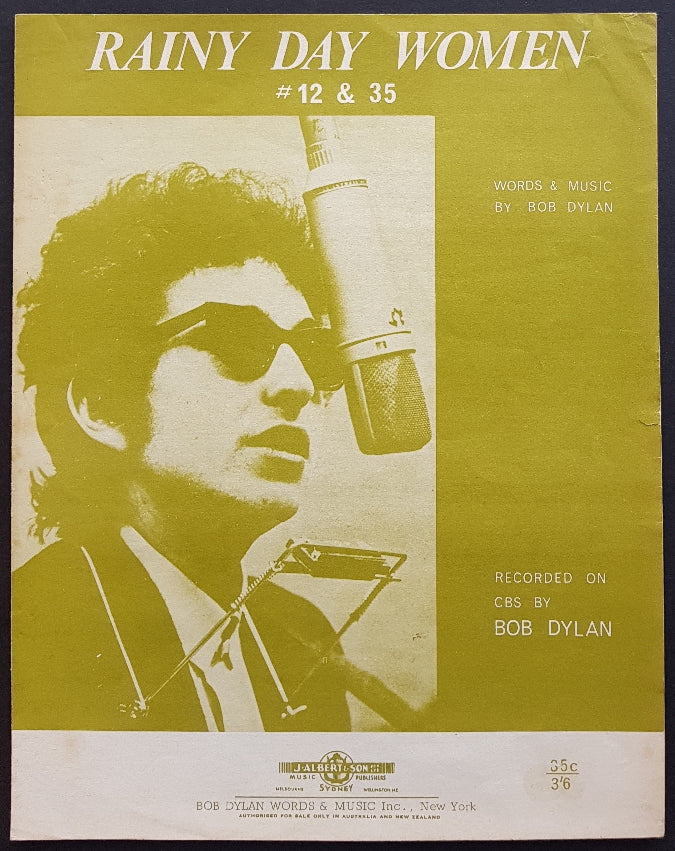 RAINY DAY WOMEN
# 12 & 35
WORDS & MUSIC
BY BOB DYLAN
RECORDED ON
CBS BY
BOB DYLAN
J. ALBERT & SON
MUSIC PUBLISHERS
MELBOURNE SYDNEY WELLINGTON N.Z.
35c
3'6
BOB DYLAN WORDS & MUSIC Inc., New York
AUTHORISED FOR SALE ONLY IN AUSTRALIA AND NEW ZEALAND